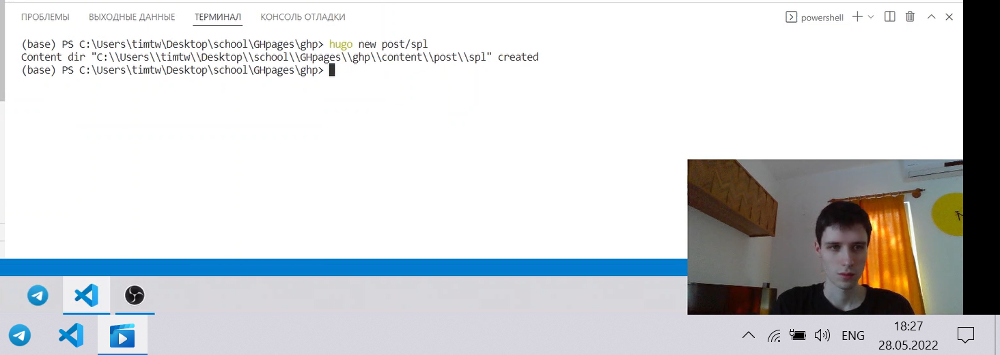 ПРОБЛЕМЫ ВЫХОДНЫЕ ДАННЫЕ ТЕРМИНАЛ КОНСОЛЬ ОТЛАДКИ powershell
(base) PS C:\Users\timtw\Desktop\school\GHpages\ghp> hugo new post/spl
Content dir "C:\\Users\\timtw\\Desktop\\school\\GHpages\\ghp\\content\\post\\spl" created
(base) PS C:\Users\timtw\Desktop\school\GHpages\ghp>
ENG
18:27
28.05.2022